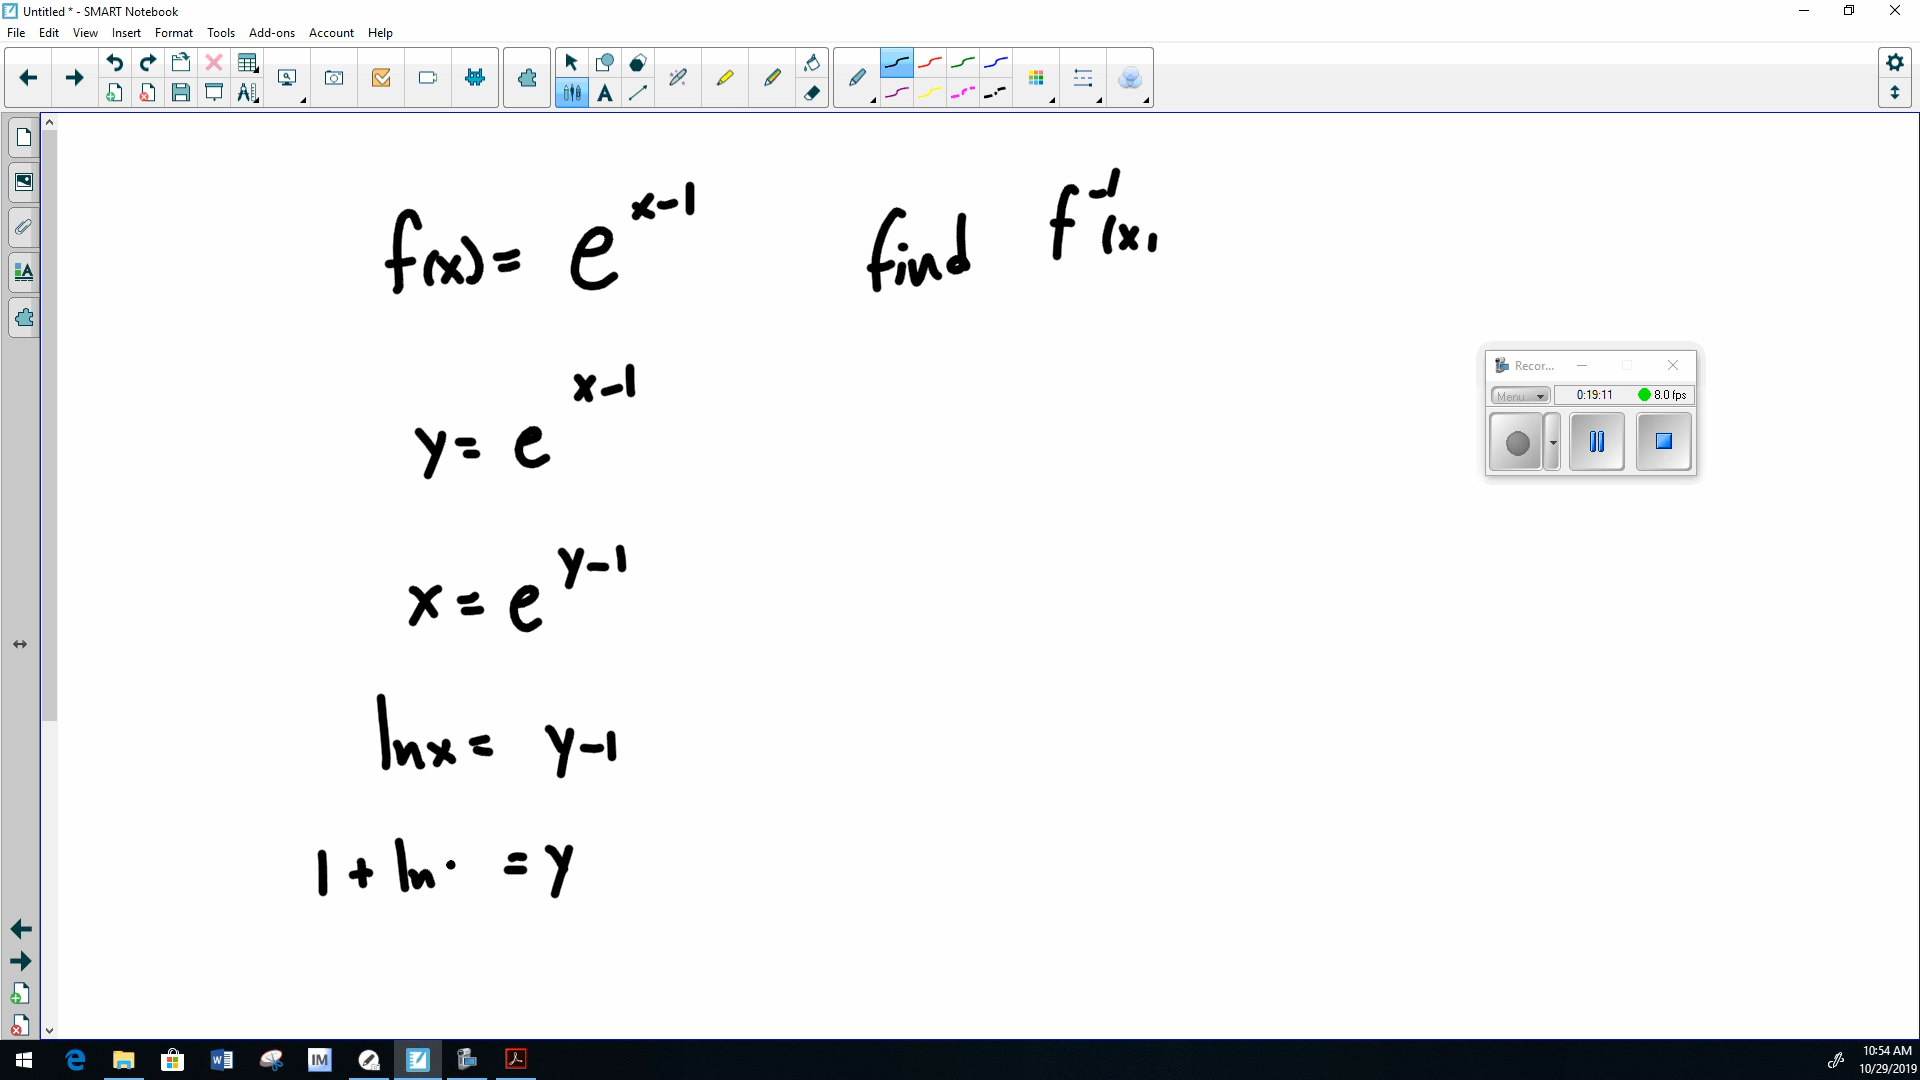 Untitled * - SMART Notebook
File Edit View Insert Format Tools Add-ons Account Help
f(x) = e^{x-1} find f^{-1}(x)
Recor...
Menu 0:19:11 8.0 fps
y = e^{x-1}
x = e^{y-1}
ln x = y-1
1 + ln = y
IM
10:54 AM
10/29/2019